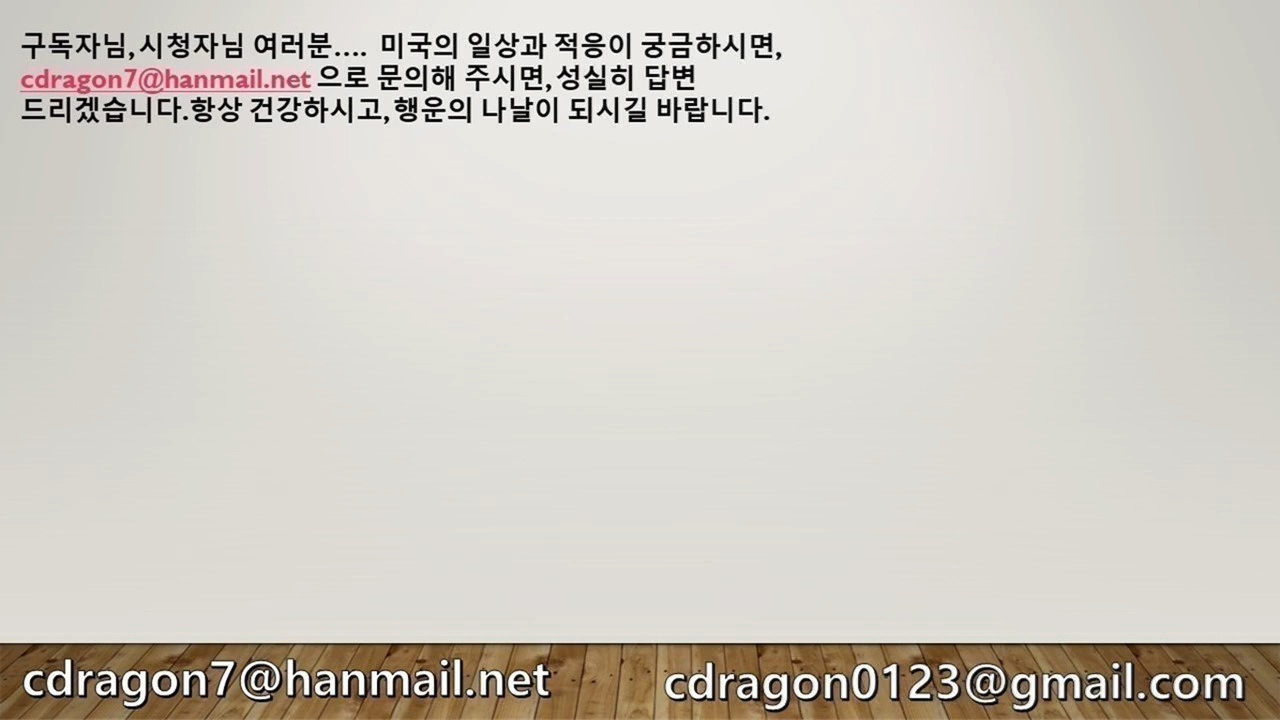 구독자님, 시청자님 여러분.... 미국의 일상과 적응이 궁금하시면,
cdragon7@hanmail.net 으로 문의해 주시면, 성실히 답변
드리겠습니다.항상 건강하시고, 행운의 나날이 되시길 바랍니다.
cdragon7@hanmail.net
cdragon0123@gmail.com